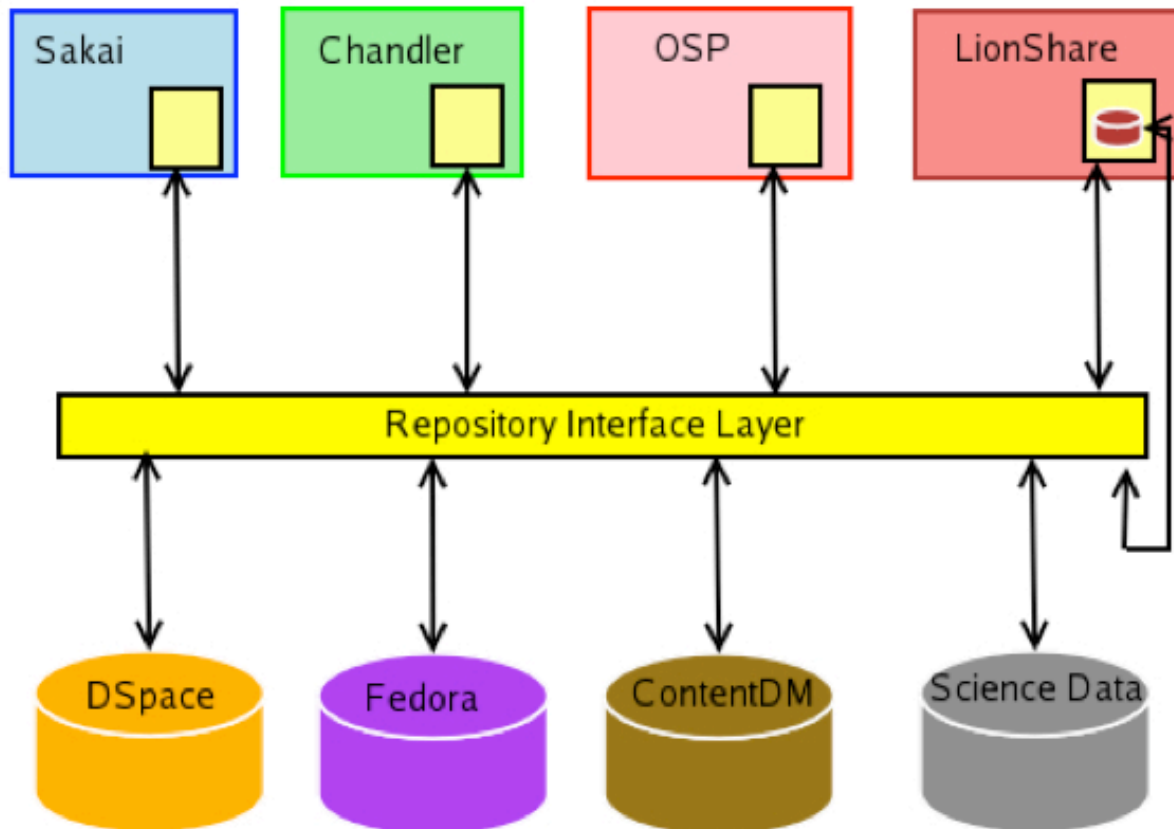 Sakai
Chandler
OSP
LionShare
Repository Interface Layer
DSpace
Fedora
ContentDM
Science Data